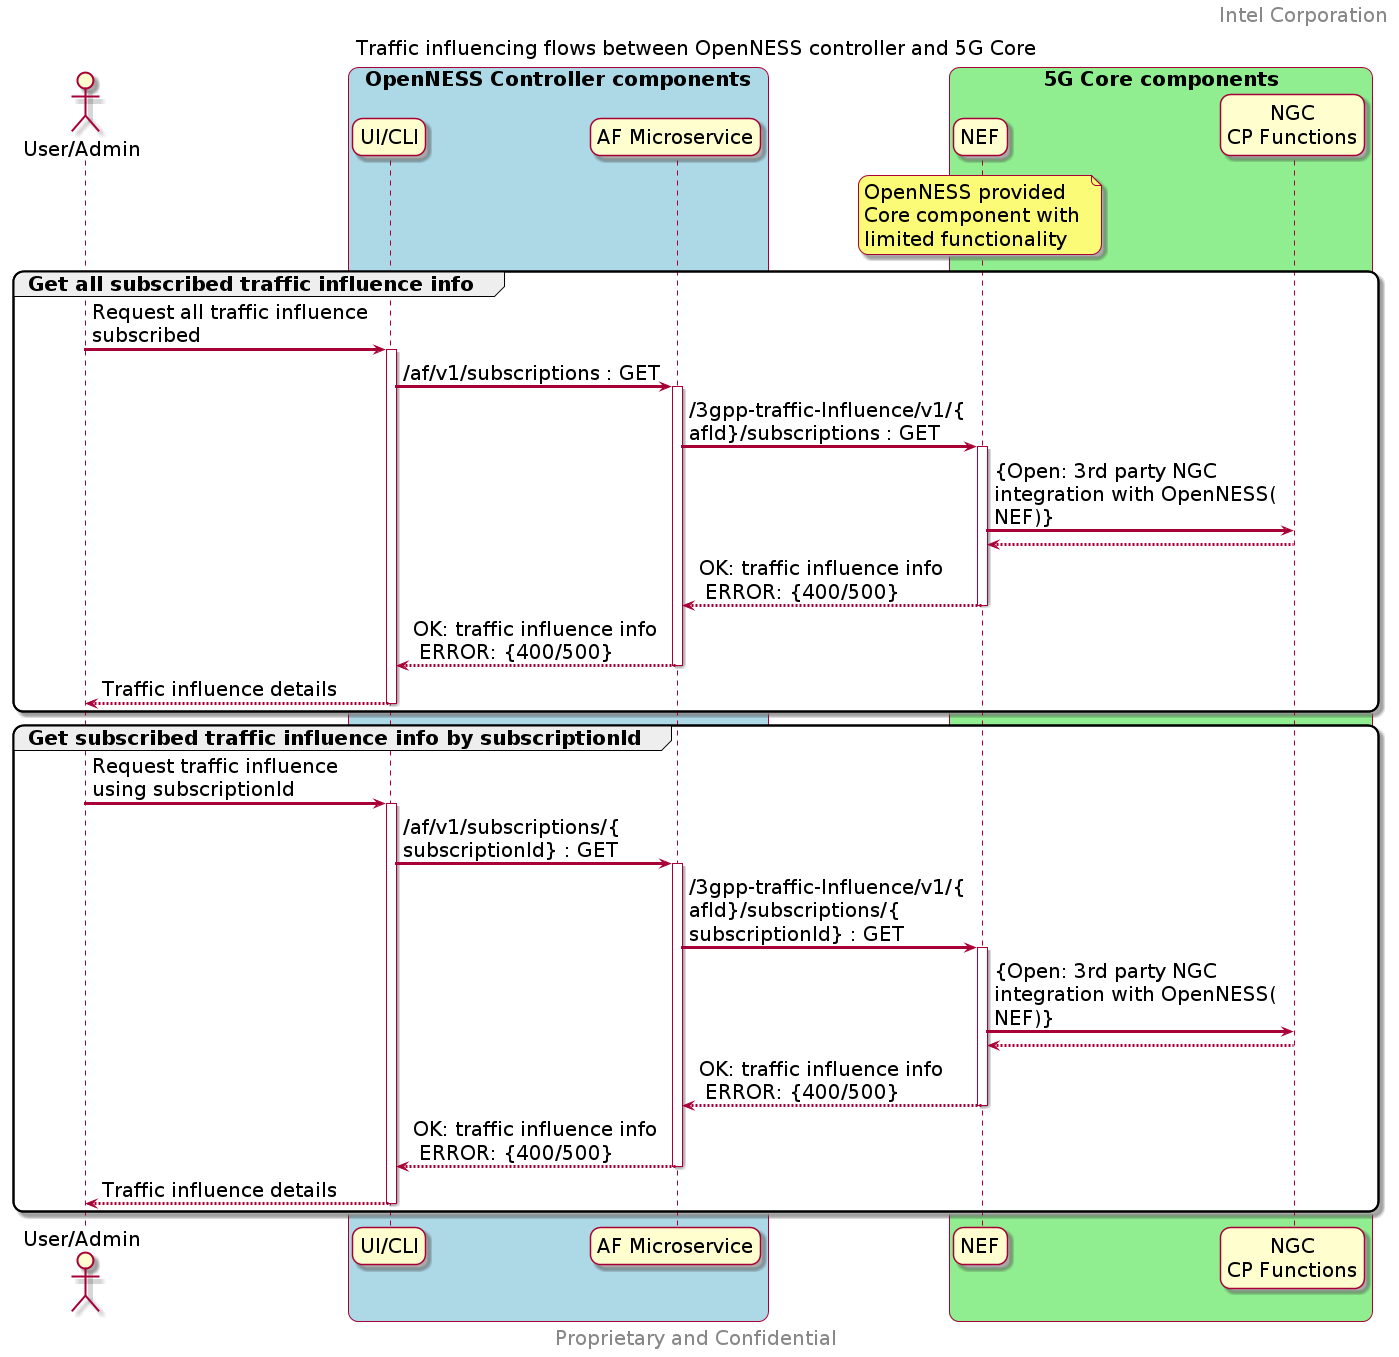 Intel Corporation
Traffic influencing flows between OpenNESS controller and 5G Core
OpenNESS Controller components
5G Core components
User/Admin
UI/CLI
AF Microservice
NEF
NGC
CP Functions
OpenNESS provided
Core component with
limited functionality
Get all subscribed traffic influence info
Request all traffic influence
subscribed
/af/v1/subscriptions : GET
/3gpp-traffic-Influence/v1/{
afId}/subscriptions : GET
{Open: 3rd party NGC
integration with OpenNESS(
NEF)}
OK: traffic influence info
ERROR: {400/500}
OK: traffic influence info
ERROR: {400/500}
Traffic influence details
Get subscribed traffic influence info by subscriptionId
Request traffic influence
using subscriptionId
/af/v1/subscriptions/{
subscriptionId} : GET
/3gpp-traffic-Influence/v1/{
afId}/subscriptions/{
subscriptionId} : GET
{Open: 3rd party NGC
integration with OpenNESS(
NEF)}
OK: traffic influence info
ERROR: {400/500}
OK: traffic influence info
ERROR: {400/500}
Traffic influence details
User/Admin
UI/CLI
AF Microservice
NEF
NGC
CP Functions
Proprietary and Confidential